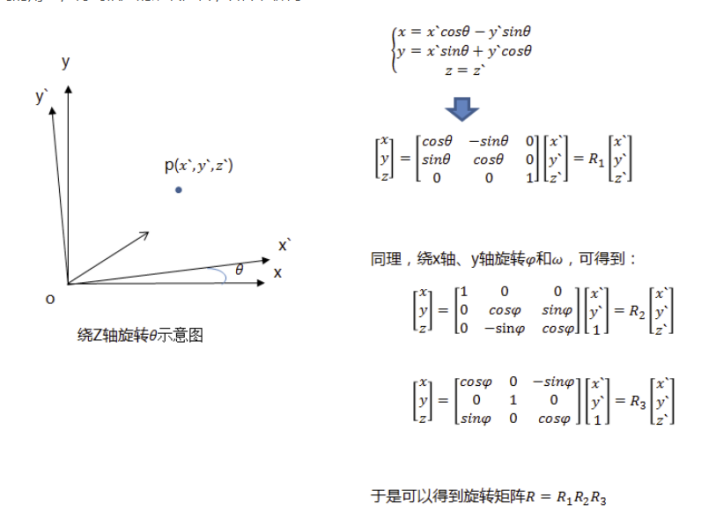 y
y`
p(x`,y`,z`)
x`
θ
x
o
绕Z轴旋转θ示意图
{x = x`cosθ − y`sinθ
y = x`sinθ + y`cosθ
z = z`
[x y z] = [cosθ −sinθ 0; sinθ cosθ 0; 0 0 1] [x` y` z`] = R₁ [x` y` z`]
同理，绕x轴、y轴旋转φ和ω，可得到：
[x y z] = [1 0 0; 0 cosφ sinφ; 0 −sinφ cosφ] [x` y` 1] = R₂ [x` y` z`]
[x y z] = [cosφ 0 −sinφ; 0 1 0; sinφ 0 cosφ] [x` y` 1] = R₃ [x` y` z`]
于是可以得到旋转矩阵R = R₁R₂R₃